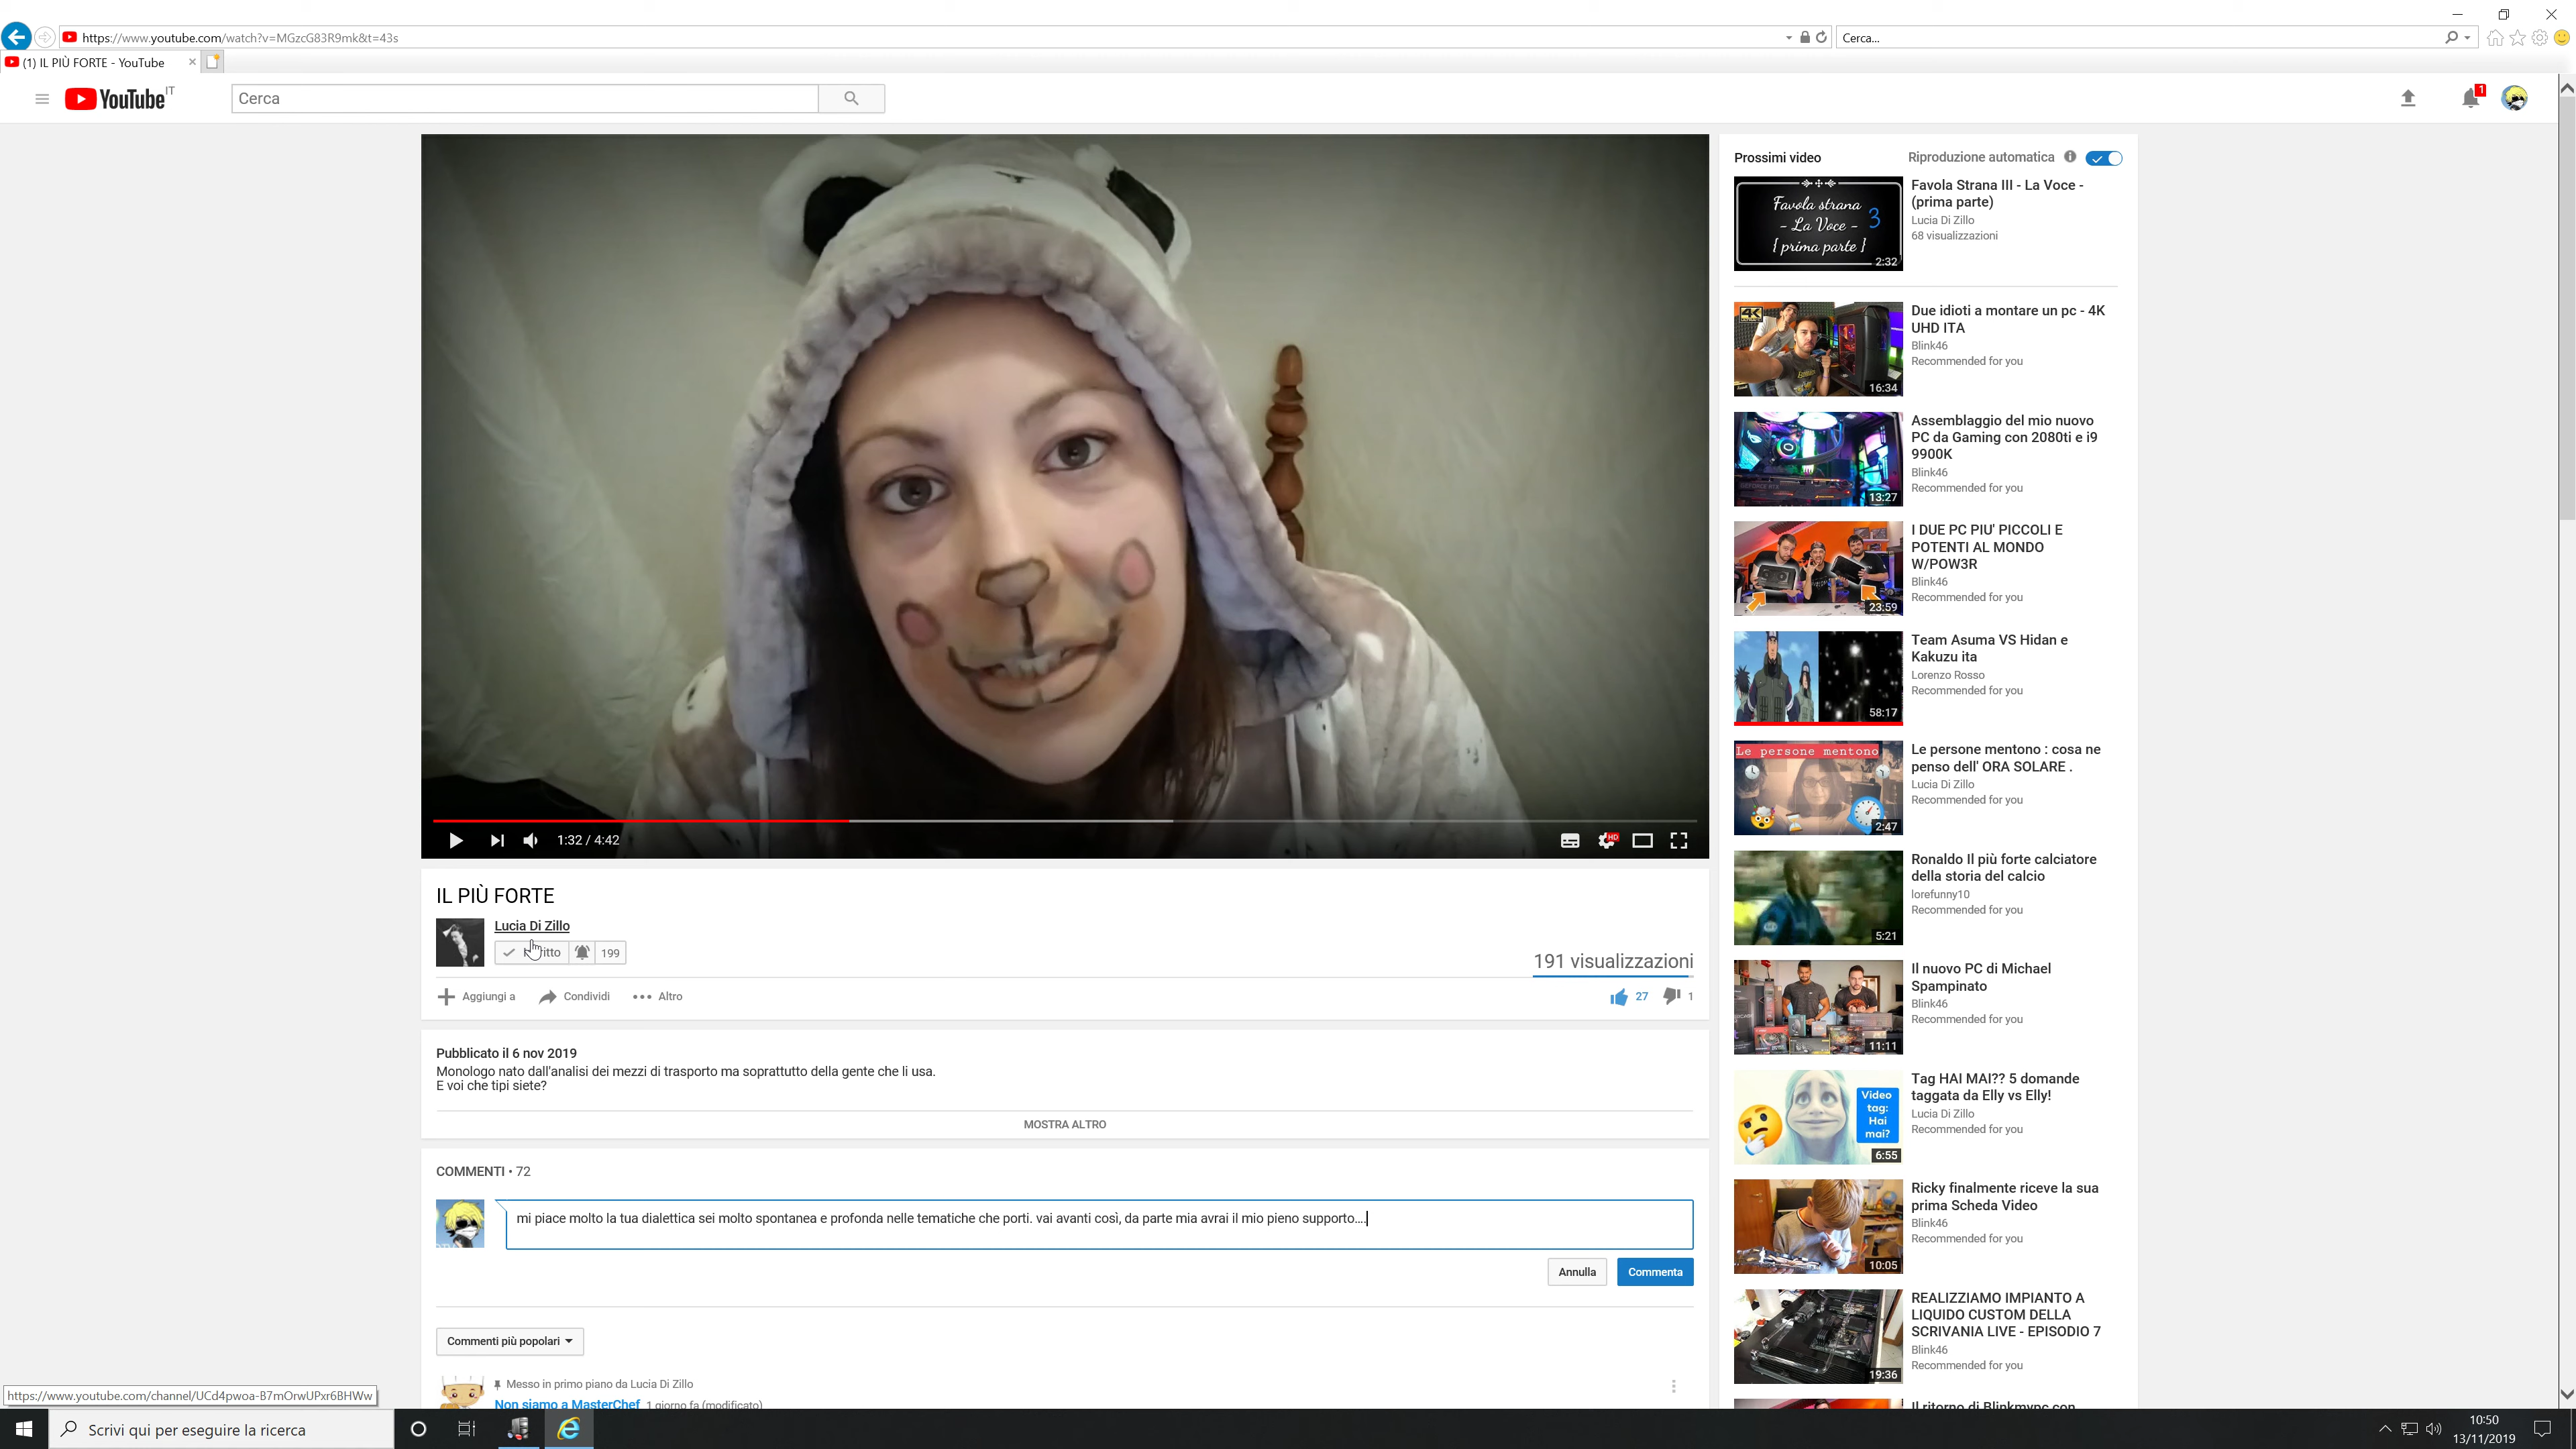 https://www.youtube.com/watch?v=MGzcG83R9mk&t=43s
Cerca...
(1) IL PIÙ FORTE - YouTube
YouTube IT
Cerca
1
Prossimi video
Riproduzione automatica
Favola strana
- La Voce - 3
{ prima parte }
2:32
Favola Strana III - La Voce -
(prima parte)
Lucia Di Zillo
68 visualizzazioni
4K
16:34
Due idioti a montare un pc - 4K
UHD ITA
Blink46
Recommended for you
13:27
Assemblaggio del mio nuovo
PC da Gaming con 2080ti e i9
9900K
Blink46
Recommended for you
23:59
I DUE PC PIU' PICCOLI E
POTENTI AL MONDO
W/POW3R
Blink46
Recommended for you
58:17
Team Asuma VS Hidan e
Kakuzu ita
Lorenzo Rosso
Recommended for you
Le persone mentono
2:47
Le persone mentono : cosa ne
penso dell' ORA SOLARE .
Lucia Di Zillo
Recommended for you
5:21
Ronaldo Il più forte calciatore
della storia del calcio
lorefunny10
Recommended for you
11:11
Il nuovo PC di Michael
Spampinato
Blink46
Recommended for you
Video
tag:
Hai
mai?
6:55
Tag HAI MAI?? 5 domande
taggata da Elly vs Elly!
Lucia Di Zillo
Recommended for you
10:05
Ricky finalmente riceve la sua
prima Scheda Video
Blink46
Recommended for you
19:36
REALIZZIAMO IMPIANTO A
LIQUIDO CUSTOM DELLA
SCRIVANIA LIVE - EPISODIO 7
Blink46
Recommended for you
Il ritorno di Blinkmypc con
1:32 / 4:42
HD
IL PIÙ FORTE
Lucia Di Zillo
199
191 visualizzazioni
Aggiungi a
Condividi
Altro
27
1
Pubblicato il 6 nov 2019
Monologo nato dall'analisi dei mezzi di trasporto ma soprattutto della gente che li usa.
E voi che tipi siete?
MOSTRA ALTRO
COMMENTI • 72
mi piace molto la tua dialettica sei molto spontanea e profonda nelle tematiche che porti. vai avanti così, da parte mia avrai il mio pieno supporto....
Annulla
Commenta
Commenti più popolari
Messo in primo piano da Lucia Di Zillo
Non siamo a MasterChef 1 giorno fa (modificato)
https://www.youtube.com/channel/UCd4pwoa-B7mOrwUPxr6BHWw
Scrivi qui per eseguire la ricerca
10:50
13/11/2019